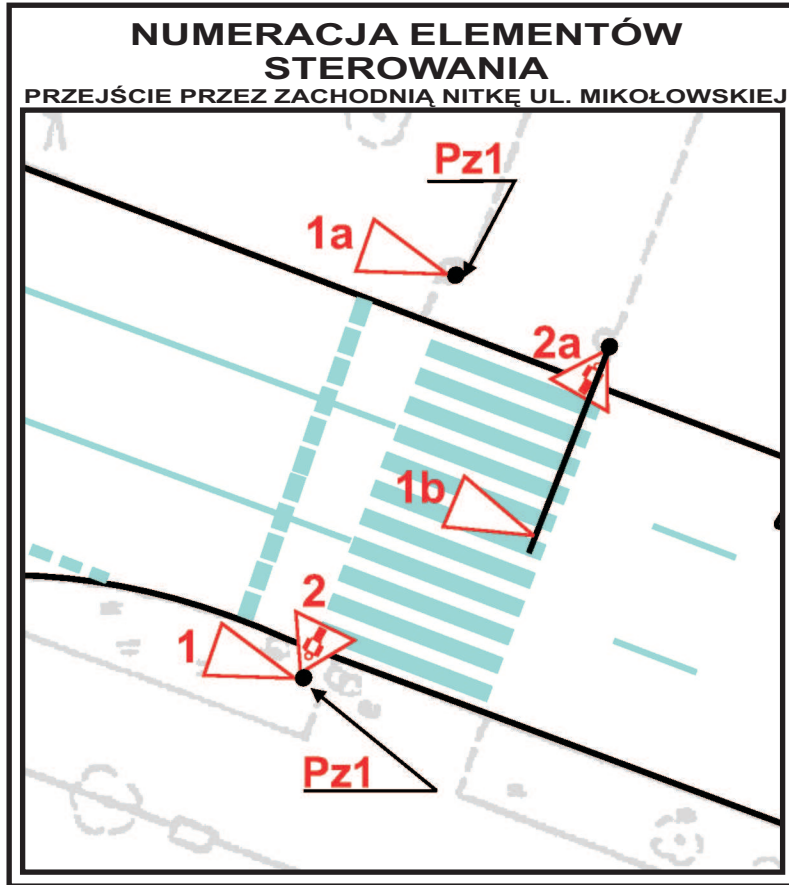 NUMERACJA ELEMENTÓW
STEROWANIA
PRZEJŚCIE PRZEZ ZACHODNIĄ NITKĘ UL. MIKOŁOWSKIEJ
Pz1
1a
2a
1b
2
1
Pz1